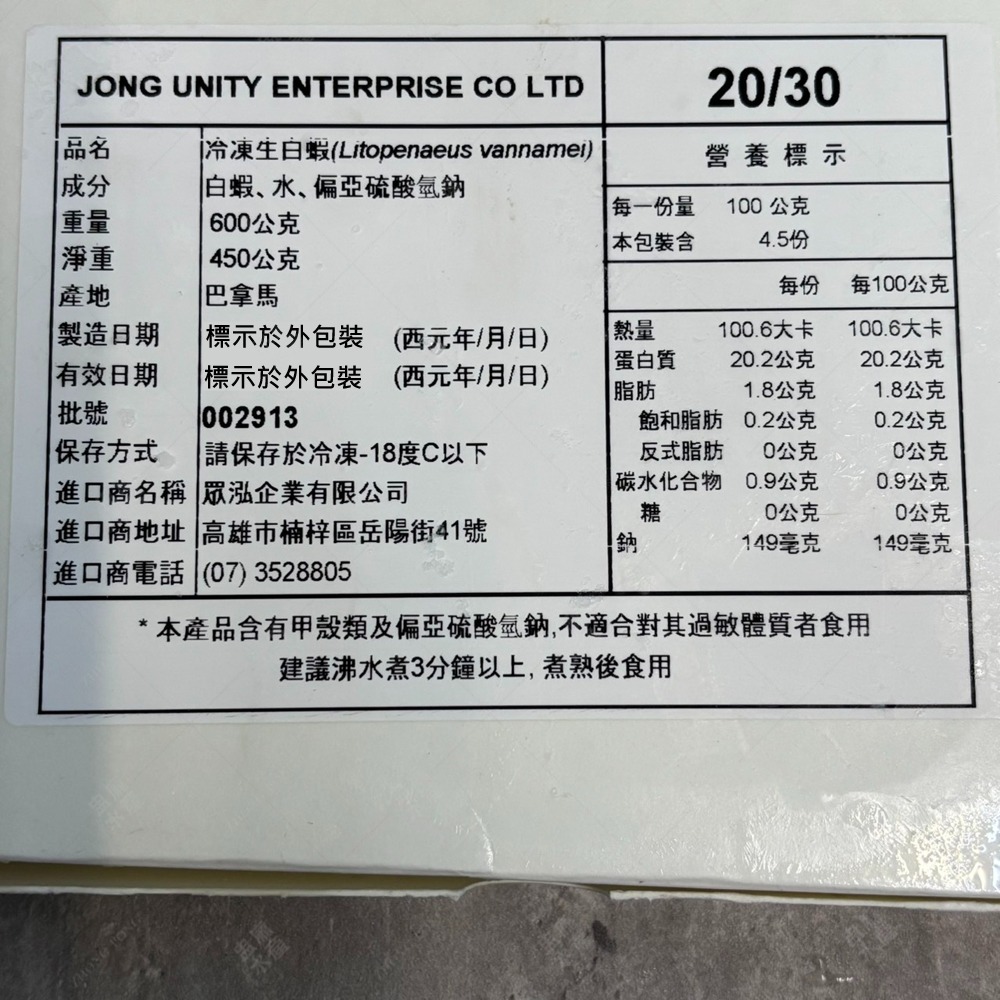 JONG UNITY ENTERPRISE CO LTD
20/30
品名 冷凍生白蝦(Litopenaeus vannamei)
成分 白蝦、水、偏亞硫酸氫鈉
重量 600公克
淨重 450公克
產地 巴拿馬
製造日期 標示於外包裝 (西元年/月/日)
有效日期 標示於外包裝 (西元年/月/日)
批號 002913
保存方式 請保存於冷凍-18度C以下
進口商名稱 眾泓企業有限公司
進口商地址 高雄市楠梓區岳陽街41號
進口商電話 (07) 3528805
營養標示
每一份量 100 公克
本包裝含 4.5份
每份 每100公克
熱量 100.6大卡 100.6大卡
蛋白質 20.2公克 20.2公克
脂肪 1.8公克 1.8公克
飽和脂肪 0.2公克 0.2公克
反式脂肪 0公克 0公克
碳水化合物 0.9公克 0.9公克
糖 0公克 0公克
鈉 149毫克 149毫克
* 本產品含有甲殼類及偏亞硫酸氫鈉,不適合對其過敏體質者食用
建議沸水煮3分鐘以上, 煮熟後食用